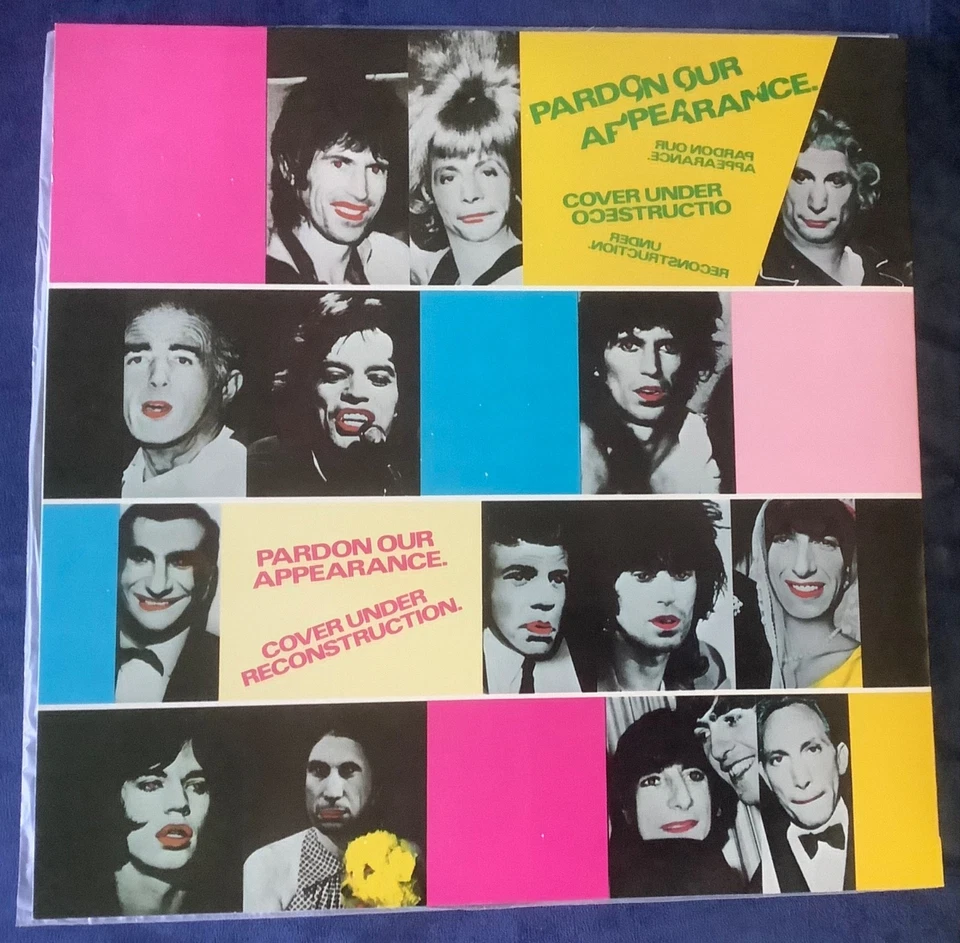 PARDON OUR
APPEARANCE.
PARDON OUR
APPEARANCE.
COVER UNDER
OCESTRUCTIO
UNDER
RECONSTRUCTION.
PARDON OUR
APPEARANCE.
COVER UNDER
RECONSTRUCTION.